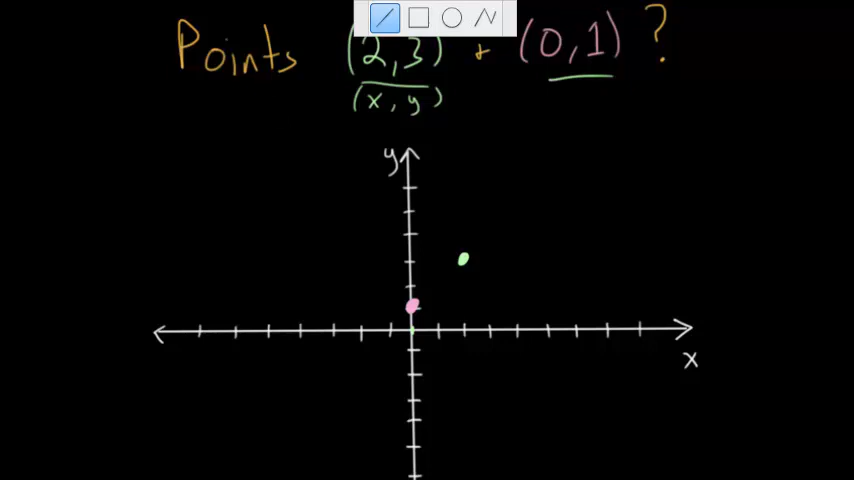 Points (2,3) + (0,1) ?
(x, y)
y
x